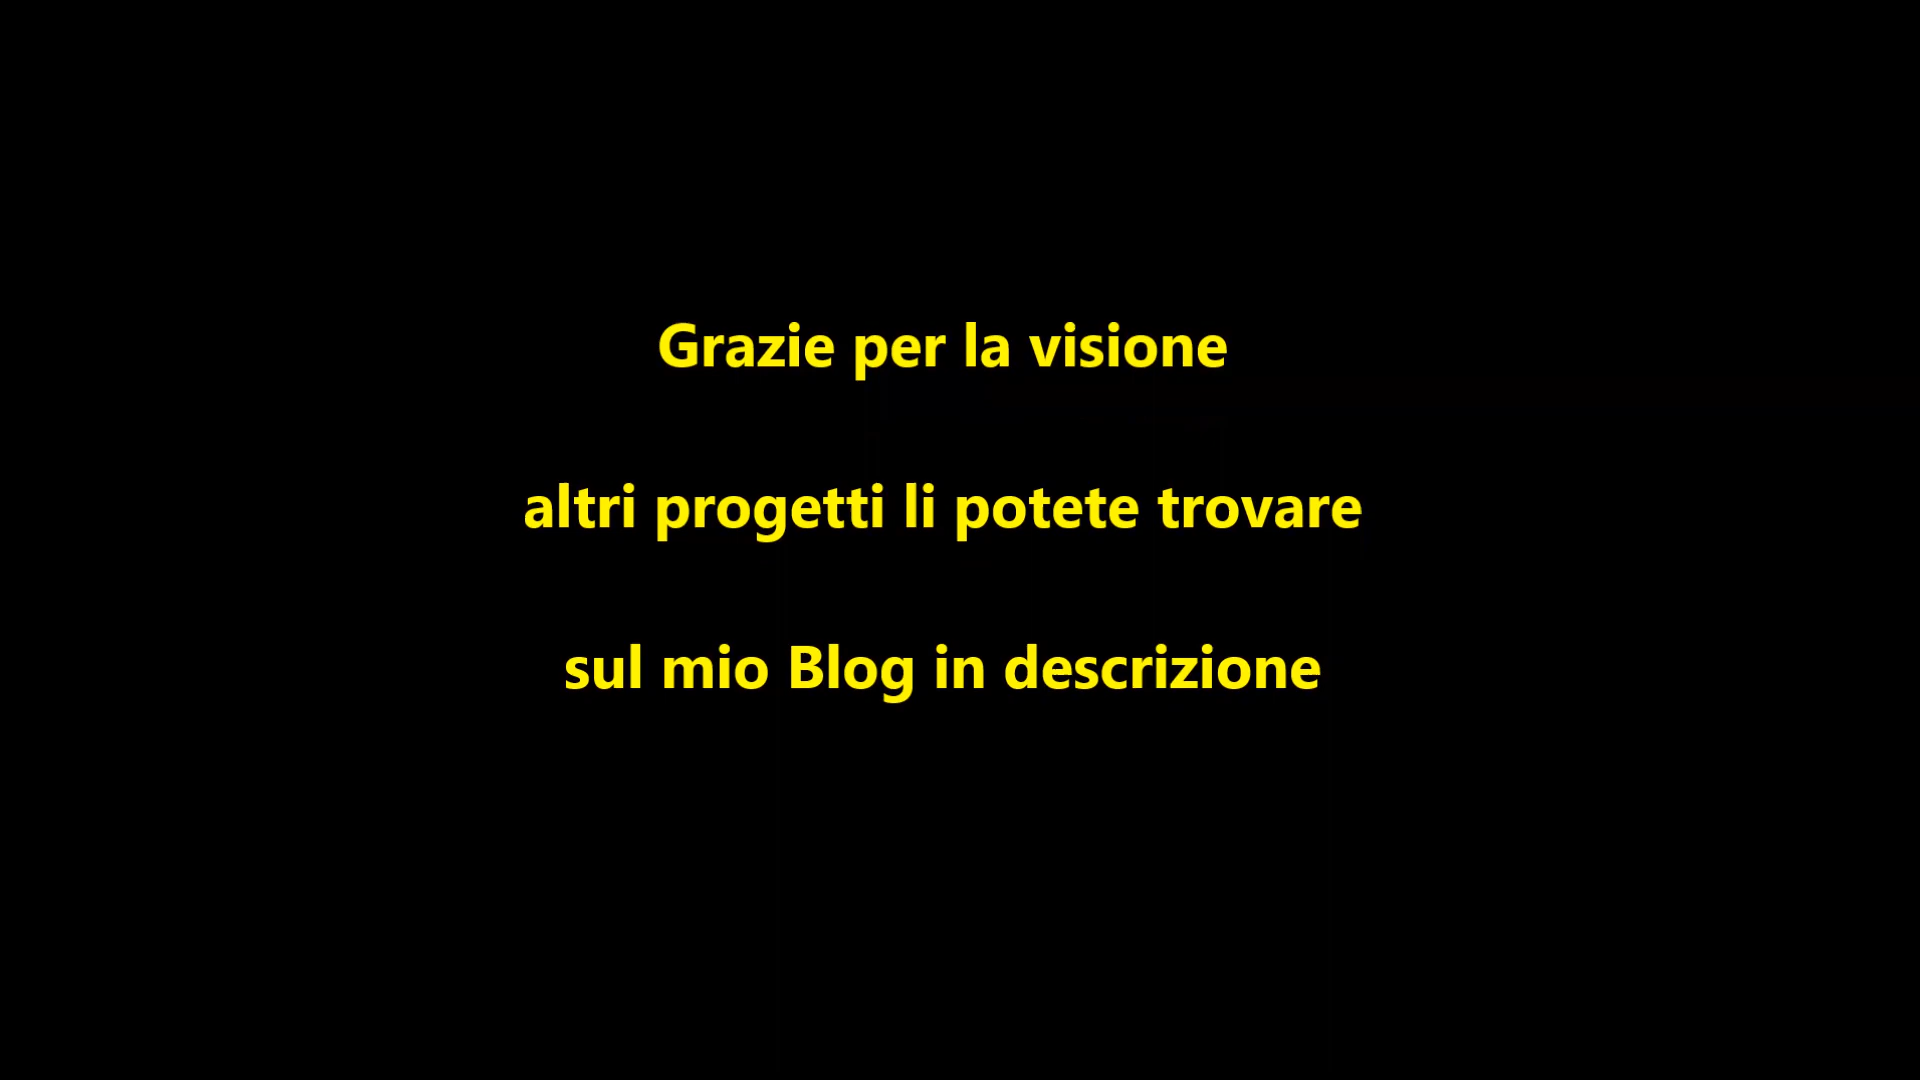 Grazie per la visione
altri progetti li potete trovare
sul mio Blog in descrizione